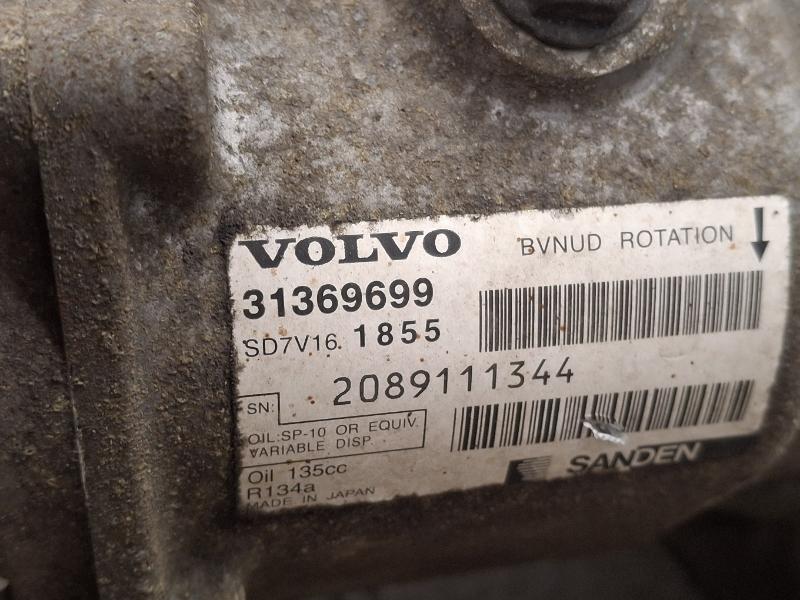 VOLVO BVNUD ROTATION
31369699
SD7V16. 1855
SN: 2089111344
OIL:SP-10 OR EQUIV.
VARIABLE DISP.
Oil 135cc
R134a
MADE IN JAPAN
SANDEN